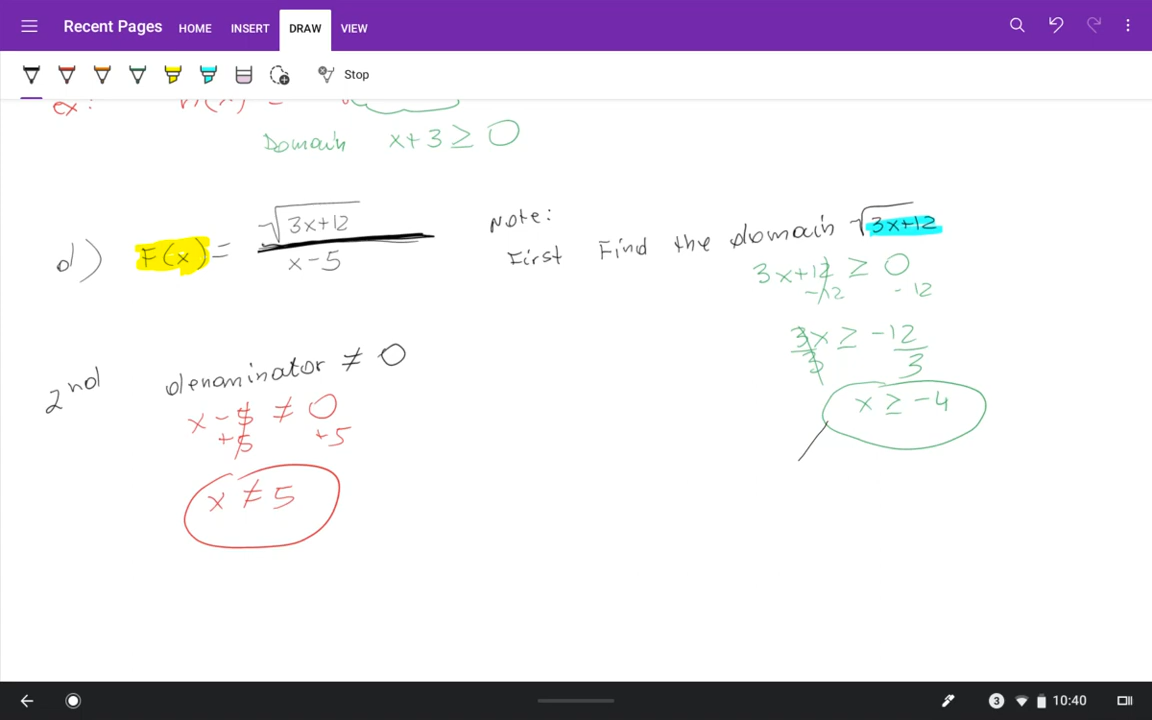 Recent Pages HOME INSERT DRAW VIEW
Stop
Ex:
Domain x+3 ≥ 0
d) F(x) = √(3x+12) / (x-5)
Note:
First Find the domain √3x+12
3x+12 ≥ 0
-12 -12
3x ≥ -12
3 3
x ≥ -4
2nd denominator ≠ 0
x - 5 ≠ 0
+5 +5
x ≠ 5
3 10:40